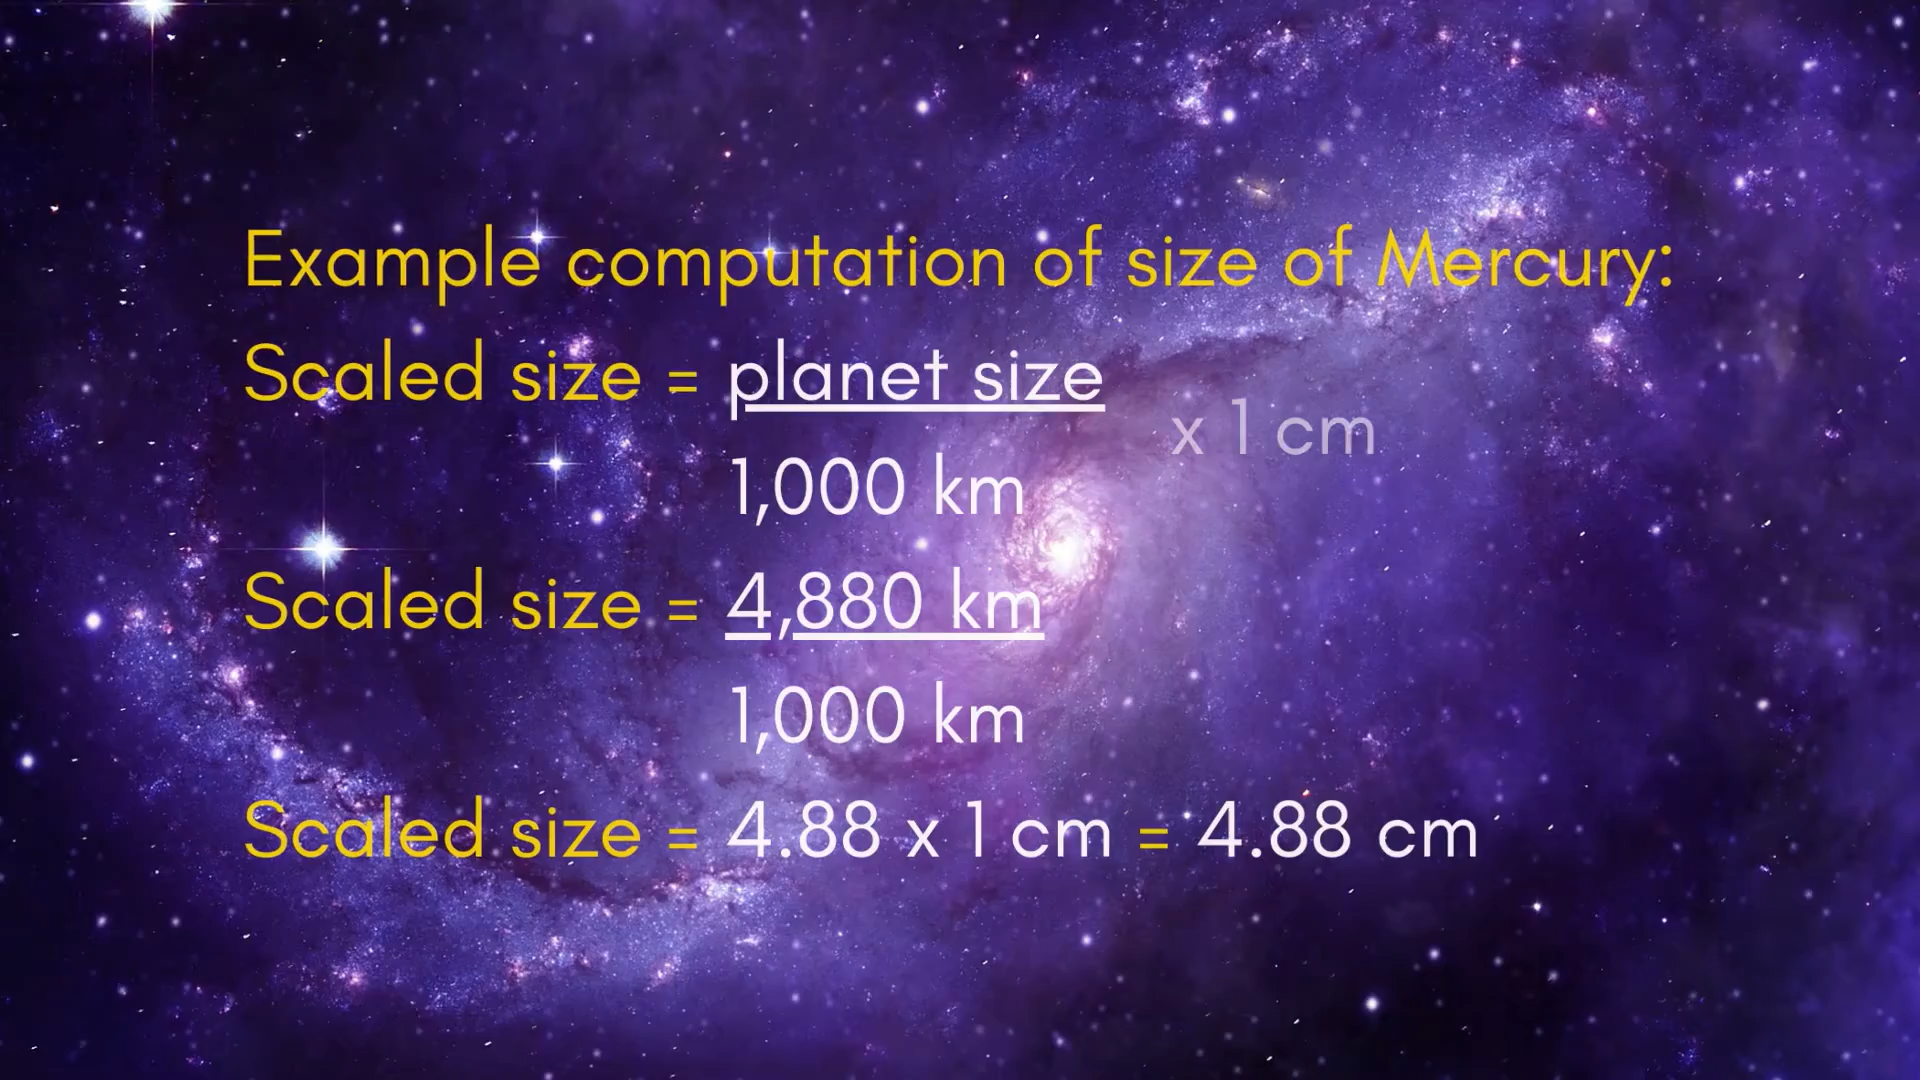 Example computation of size of Mercury:
Scaled size = planet size
x 1 cm
1,000 km
Scaled size = 4,880 km
1,000 km
Scaled size = 4.88 x 1 cm = 4.88 cm